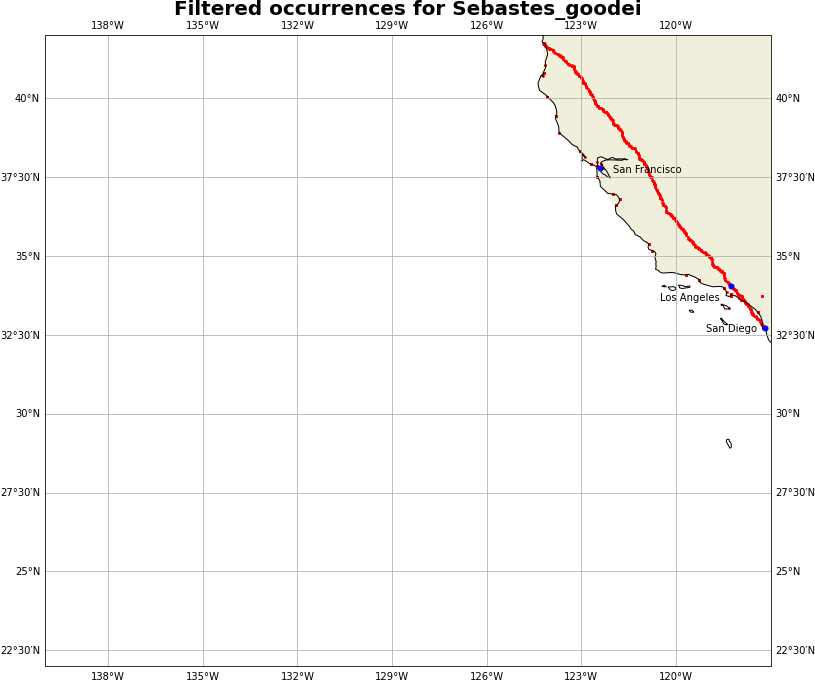 Filtered occurrences for Sebastes_goodei
138°W 135°W 132°W 129°W 126°W 123°W 120°W
40°N 40°N
San Francisco
37°30′N 37°30′N
35°N 35°N
Los Angeles
San Diego
32°30′N 32°30′N
30°N 30°N
27°30′N 27°30′N
25°N 25°N
22°30′N 22°30′N
138°W 135°W 132°W 129°W 126°W 123°W 120°W